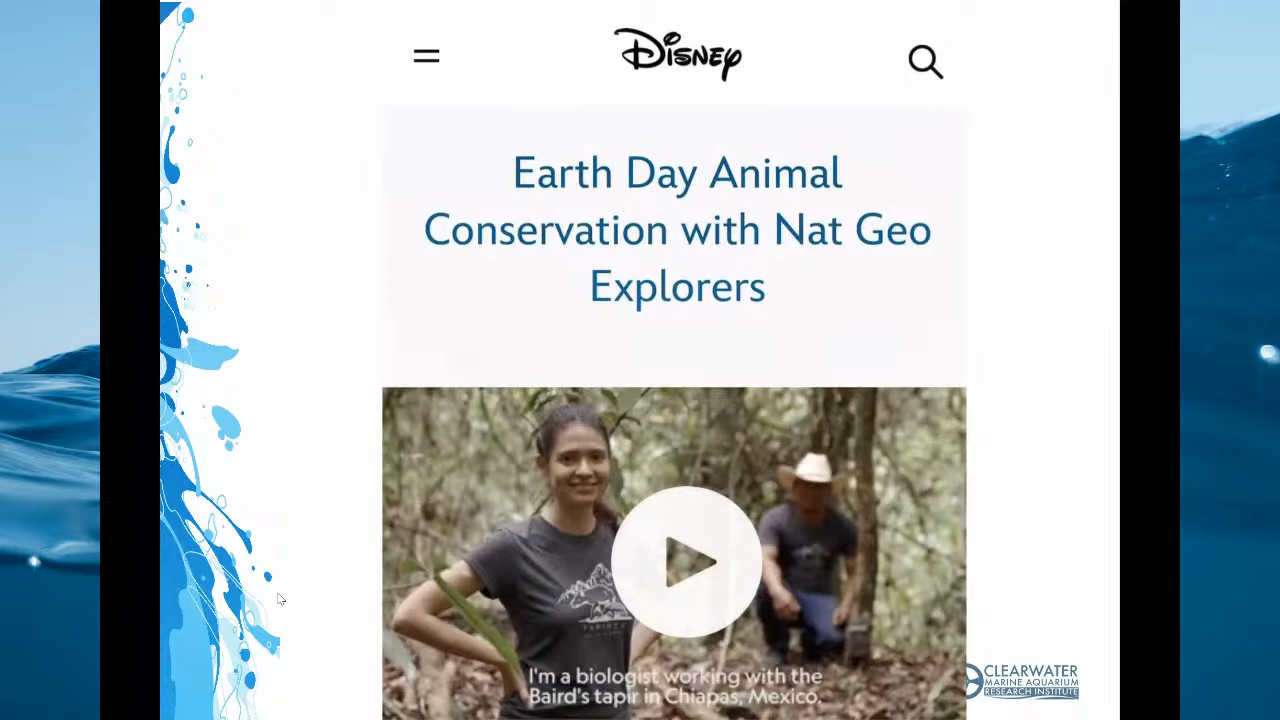 Disney
Earth Day Animal
Conservation with Nat Geo
Explorers
I'm a biologist working with the
Baird's tapir in Chiapas, Mexico.
CLEARWATER
MARINE AQUARIUM
RESEARCH INSTITUTE